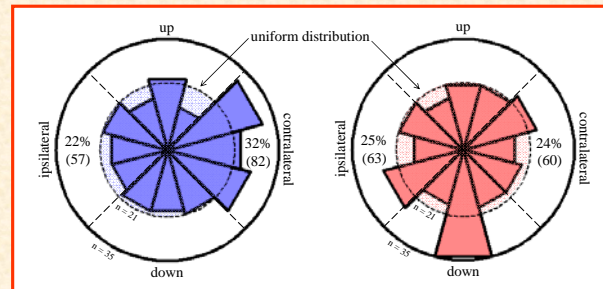 up
uniform distribution
up
ipsilateral
22%
(57)
32%
(82)
contralateral
n = 21
n = 35
down
ipsilateral
25%
(63)
24%
(60)
contralateral
n = 21
n = 35
down